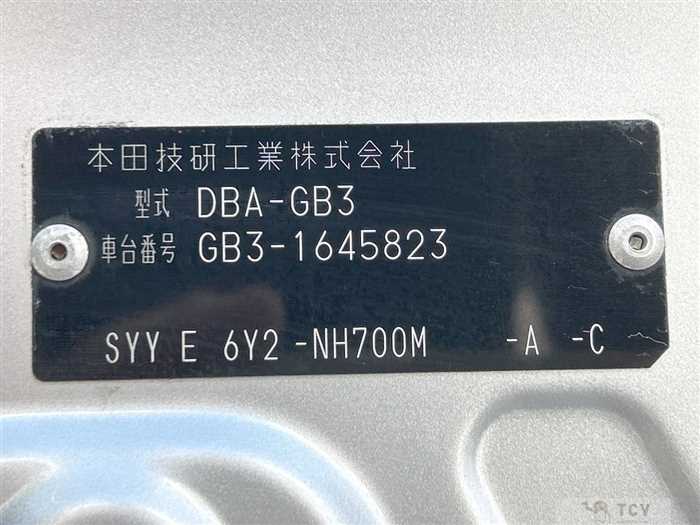 本田技研工業株式会社
型式 DBA-GB3
車台番号 GB3-1645823
SYY E 6Y2 -NH700M -A -C
TCV